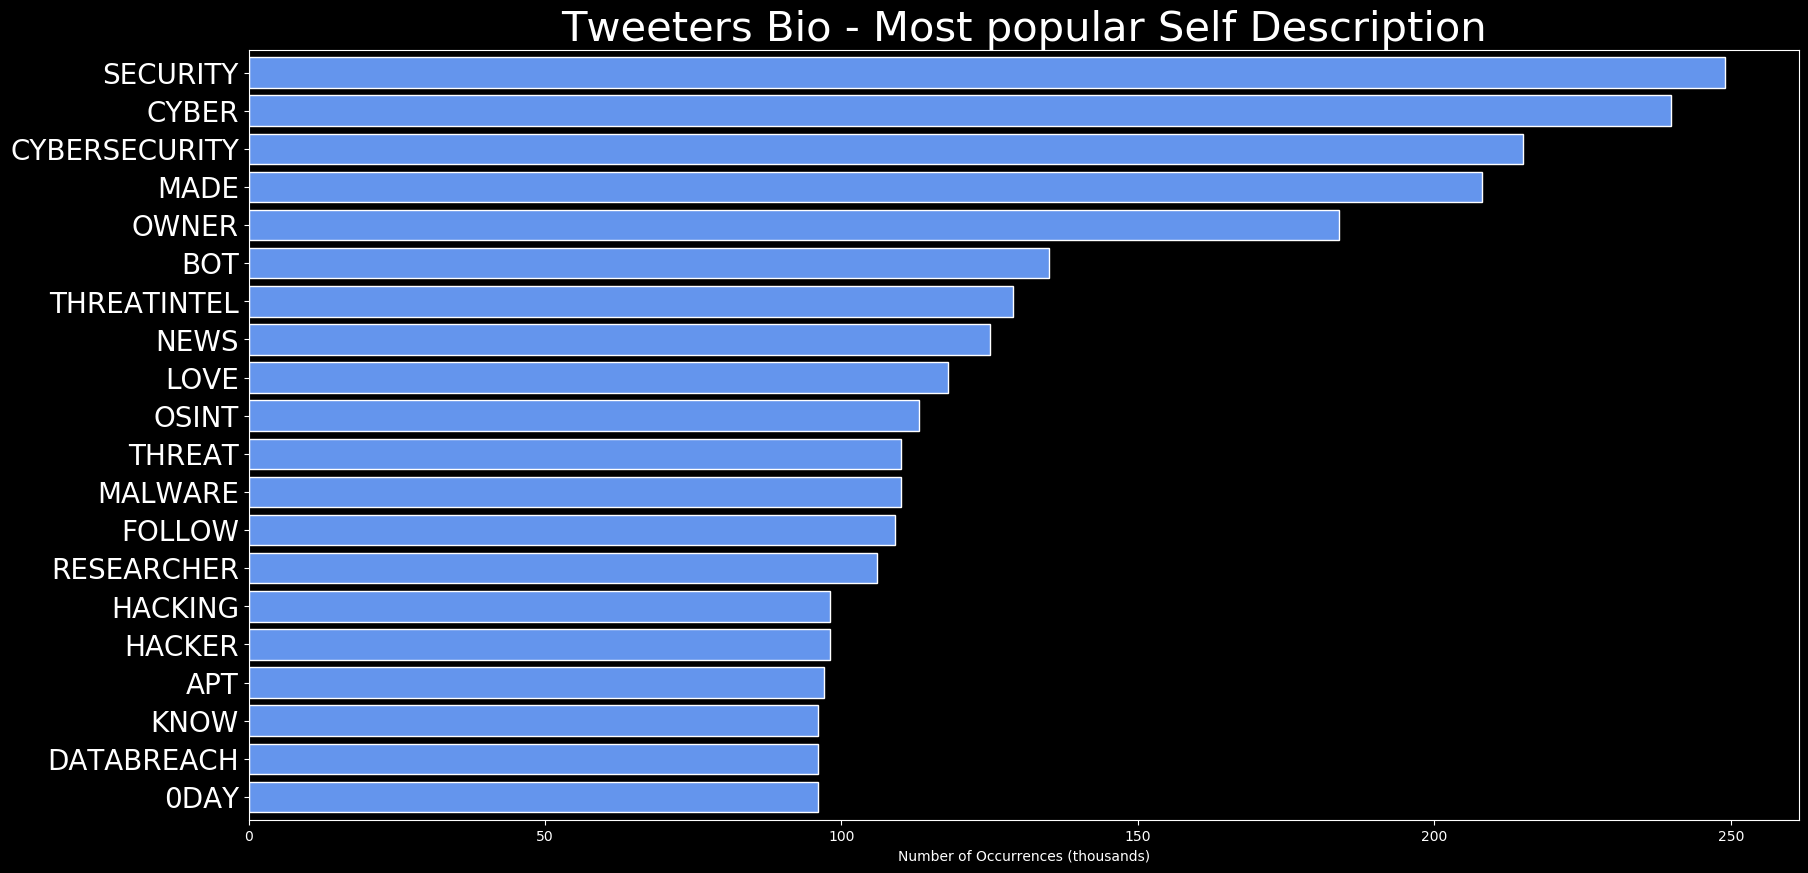 Tweeters Bio - Most popular Self Description
SECURITY
CYBER
CYBERSECURITY
MADE
OWNER
BOT
THREATINTEL
NEWS
LOVE
OSINT
THREAT
MALWARE
FOLLOW
RESEARCHER
HACKING
HACKER
APT
KNOW
DATABREACH
0DAY
0 50 100 150 200 250
Number of Occurrences (thousands)